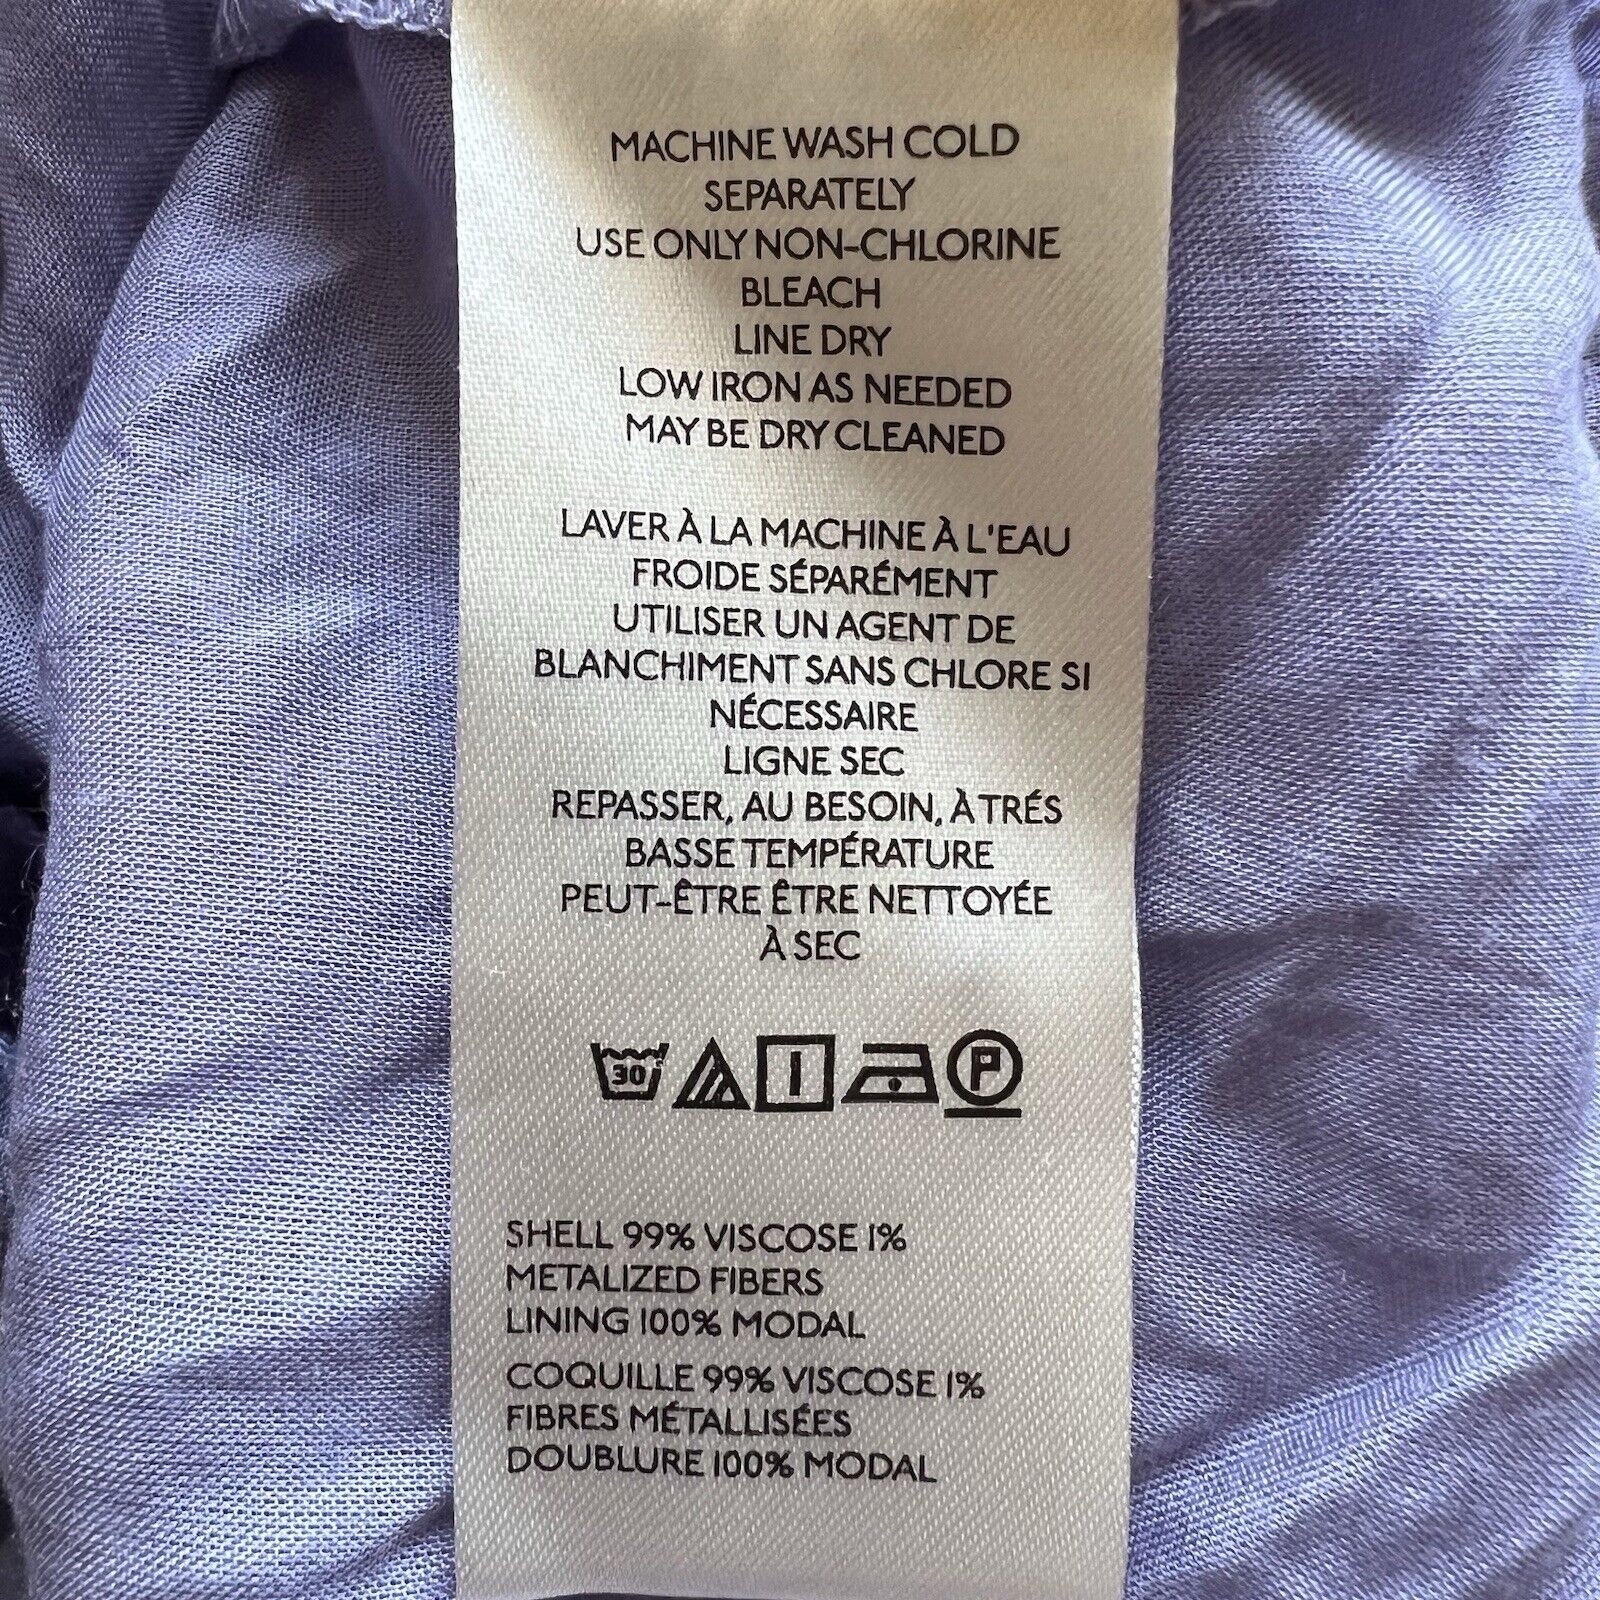 MACHINE WASH COLD
SEPARATELY
USE ONLY NON-CHLORINE
BLEACH
LINE DRY
LOW IRON AS NEEDED
MAY BE DRY CLEANED
LAVER À LA MACHINE À L'EAU
FROIDE SÉPARÉMENT
UTILISER UN AGENT DE
BLANCHIMENT SANS CHLORE SI
NÉCESSAIRE
LIGNE SEC
REPASSER, AU BESOIN, À TRÉS
BASSE TEMPÉRATURE
PEUT-ÊTRE ÊTRE NETTOYÉE
À SEC
30° P
SHELL 99% VISCOSE 1%
METALIZED FIBERS
LINING 100% MODAL
COQUILLE 99% VISCOSE 1%
FIBRES MÉTALLISÉES
DOUBLURE 100% MODAL